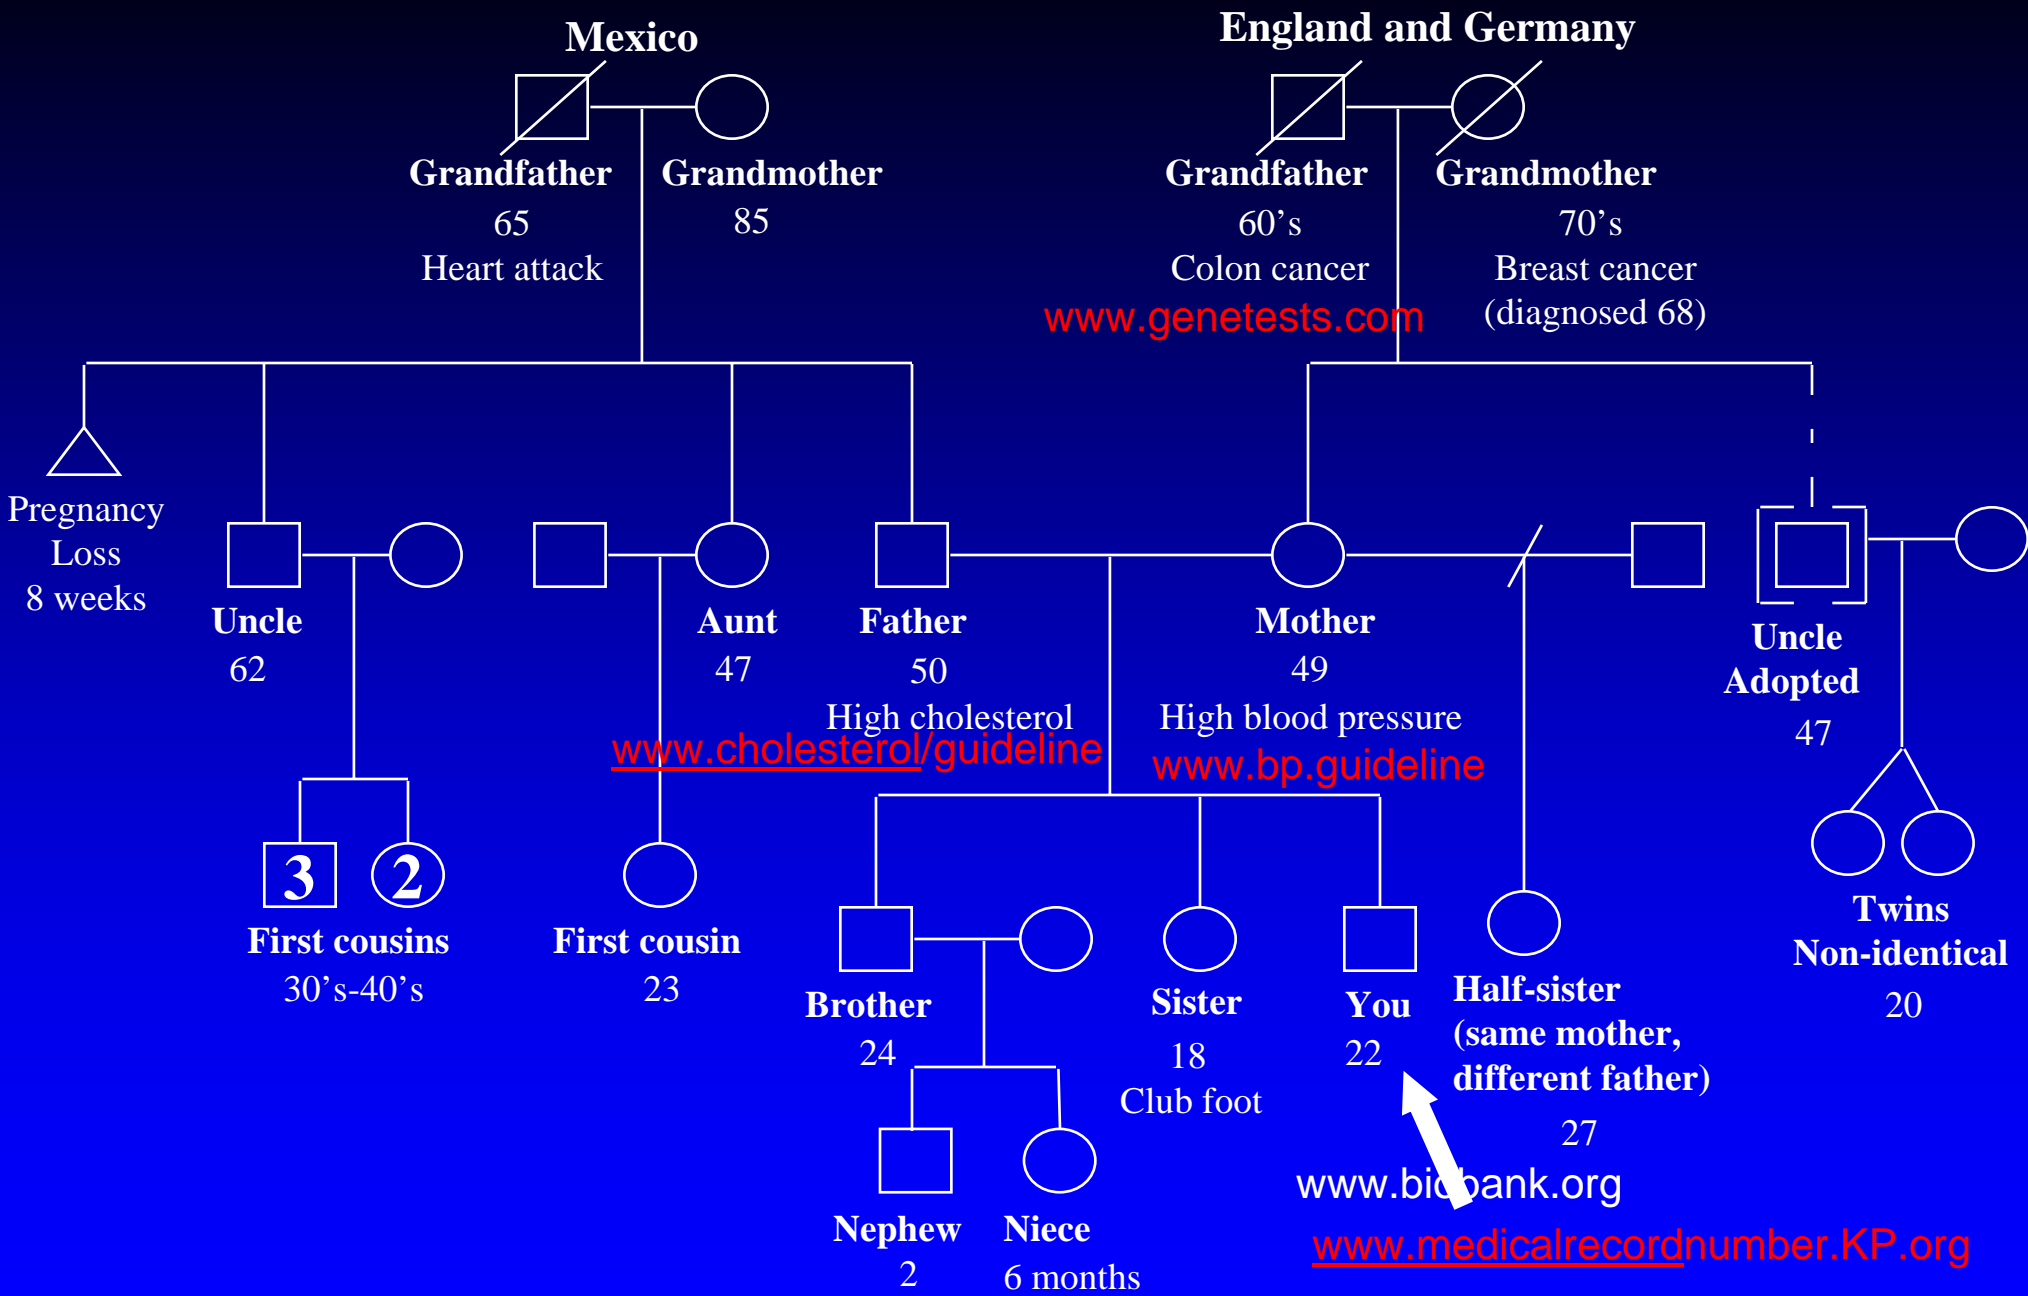 Mexico
England and Germany
Grandfather
65
Heart attack
Grandmother
85
Grandfather
60's
Colon cancer
www.genetests.com
Grandmother
70's
Breast cancer
(diagnosed 68)
Pregnancy
Loss
8 weeks
Uncle
62
Aunt
47
Father
50
High cholesterol
www.cholesterol/guideline
Mother
49
High blood pressure
www.bp.guideline
Uncle
Adopted
47
3
2
First cousins
30's-40's
First cousin
23
Brother
24
Sister
18
Club foot
You
22
Half-sister
(same mother,
different father)
27
Twins
Non-identical
20
Nephew
2
Niece
6 months
www.biobank.org
www.medicalrecordnumber.KP.org